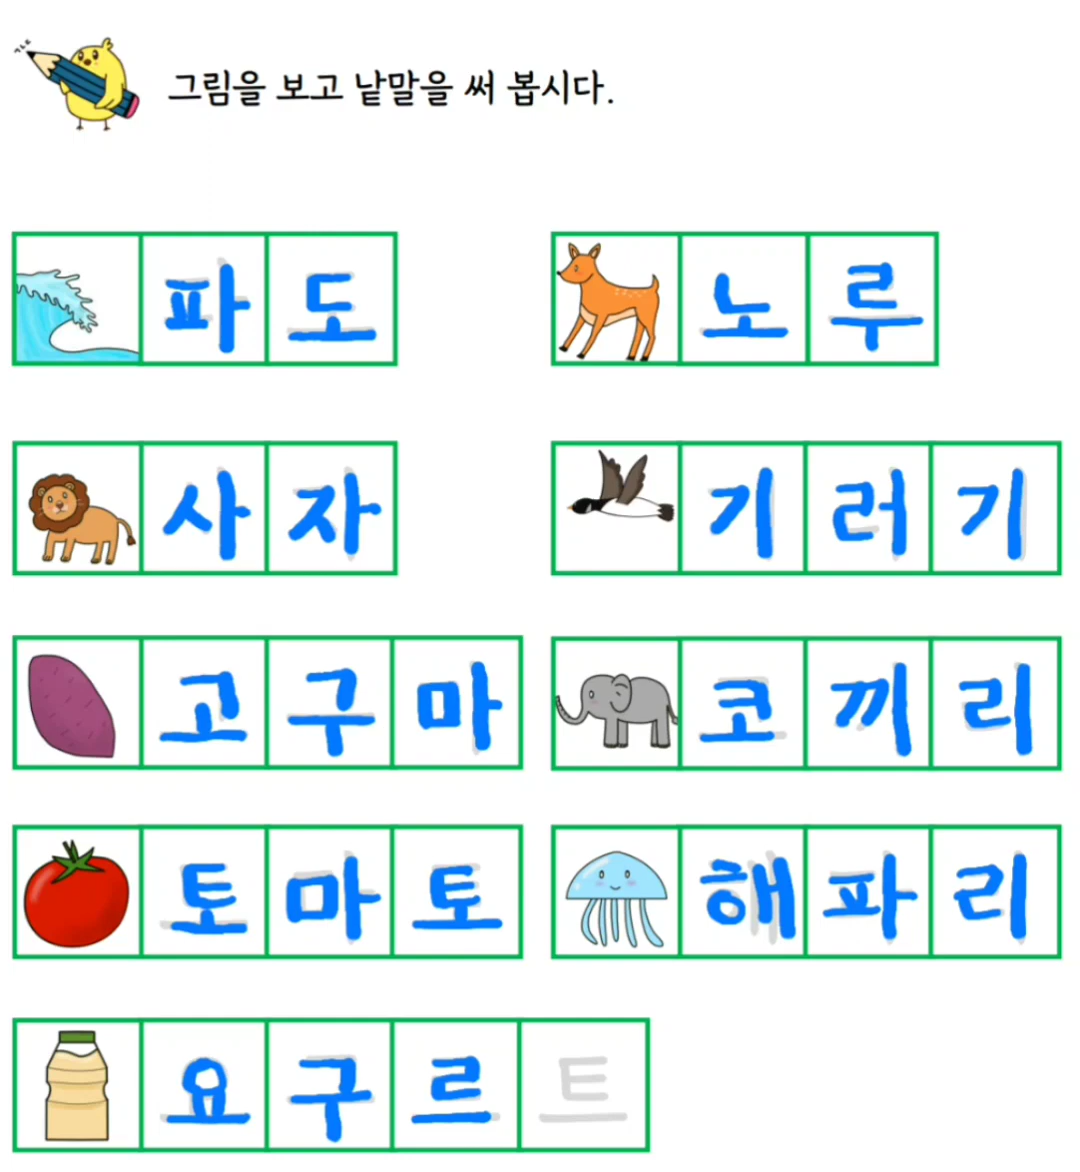 ㄱㄴㄷ
그림을 보고 낱말을 써 봅시다.
파도 노루
사자 기러기
고구마 코끼리
토마토 해파리
요구르트